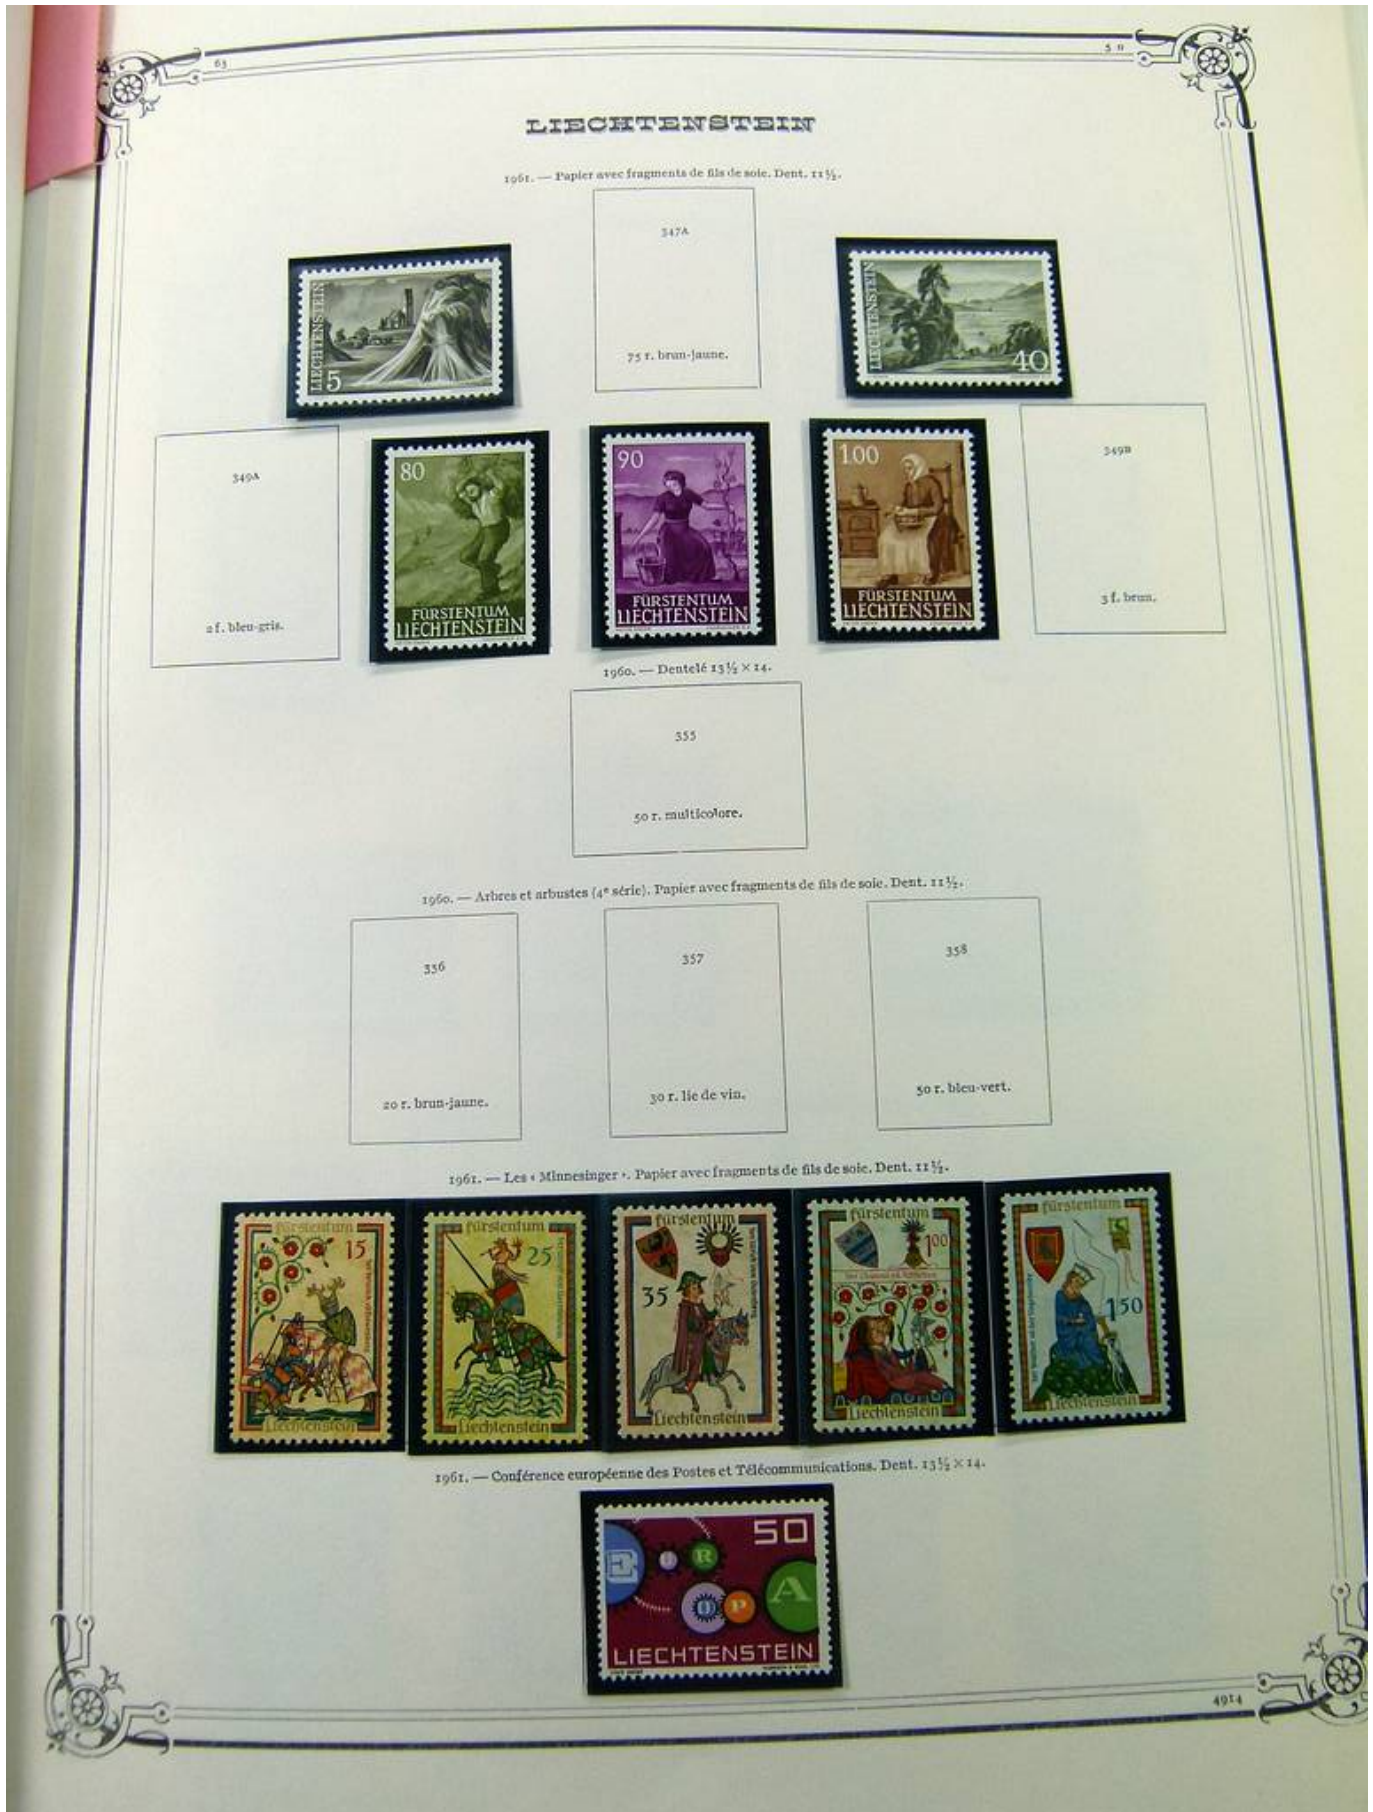 63
5 11
LIECHTENSTEIN
1961. — Papier avec fragments de fils de soie. Dent. 11½.
LIECHTENSTEIN
5
347A
75 r. brun-jaune.
LIECHTENSTEIN
40
349A
2 f. bleu-gris.
80
FÜRSTENTUM
LIECHTENSTEIN
90
FÜRSTENTUM
LIECHTENSTEIN
1.00
FÜRSTENTUM
LIECHTENSTEIN
349B
3 f. brun.
1960. — Dentelé 13½ × 14.
355
50 r. multicolore.
1960. — Arbres et arbustes (4e série). Papier avec fragments de fils de soie. Dent. 11½.
356
20 r. brun-jaune.
357
30 r. lie de vin.
358
50 r. bleu-vert.
1961. — Les « Minnesinger ». Papier avec fragments de fils de soie. Dent. 11½.
Fürstentum
15
Liechtenstein
Fürstentum
25
Liechtenstein
Fürstentum
35
Liechtenstein
Fürstentum
1.00
Liechtenstein
Fürstentum
1.50
Liechtenstein
1961. — Conférence européenne des Postes et Télécommunications. Dent. 13½ × 14.
50
EUROPA
LIECHTENSTEIN
4914